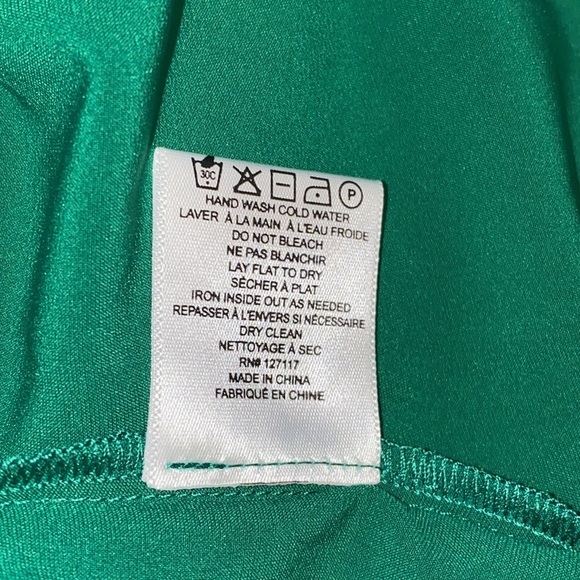 30C P
HAND WASH COLD WATER
LAVER À LA MAIN À L'EAU FROIDE
DO NOT BLEACH
NE PAS BLANCHIR
LAY FLAT TO DRY
SÈCHER À PLAT
IRON INSIDE OUT AS NEEDED
REPASSER À L'ENVERS SI NÉCESSAIRE
DRY CLEAN
NETTOYAGE À SEC
RN# 127117
MADE IN CHINA
FABRIQUÉ EN CHINE